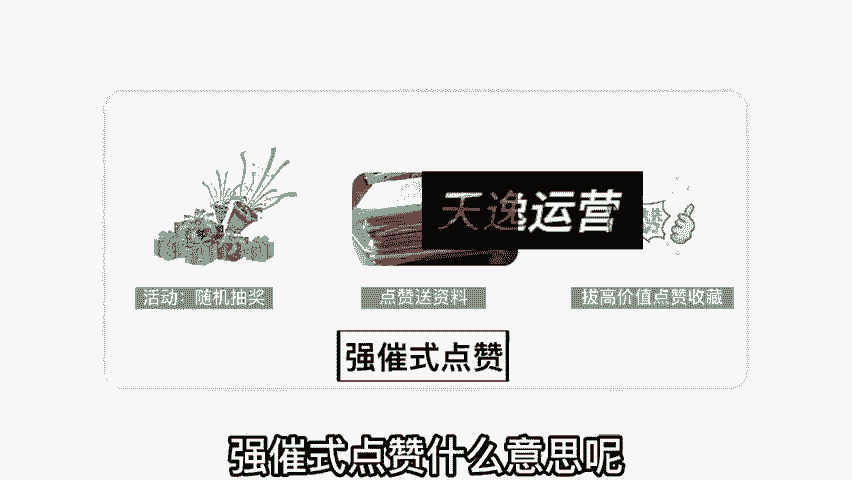 天逸运营
活动：随机抽奖
点赞送资料
拔高价值点赞收藏
强催式点赞
强催式点赞什么意思呢